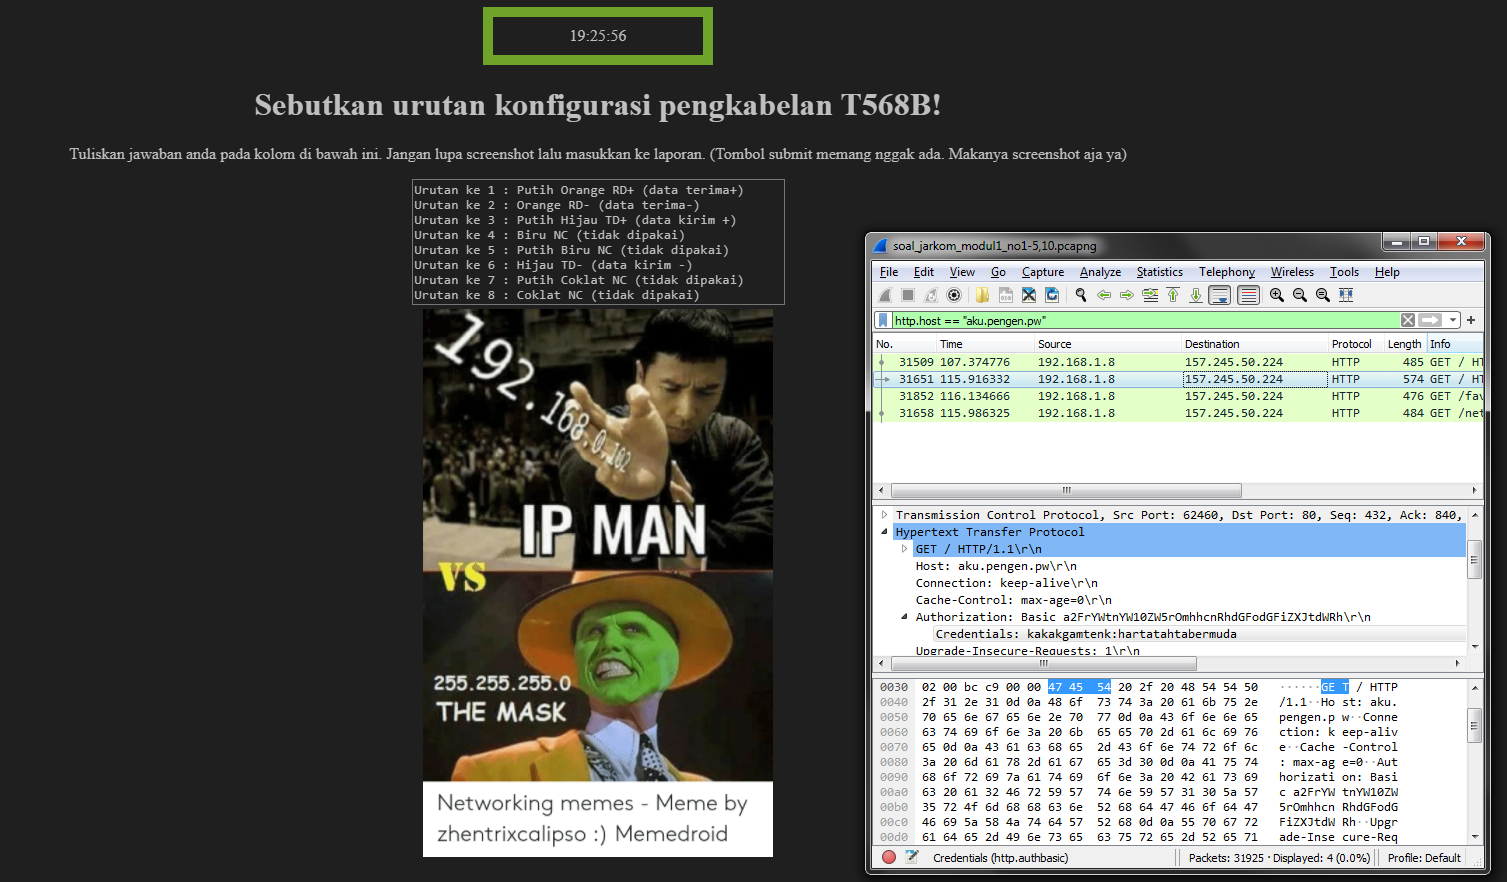 19:25:56
Sebutkan urutan konfigurasi pengkabelan T568B!
Tuliskan jawaban anda pada kolom di bawah ini. Jangan lupa screenshot lalu masukkan ke laporan. (Tombol submit memang nggak ada. Makanya screenshot aja ya)
Urutan ke 1 : Putih Orange RD+ (data terima+)
Urutan ke 2 : Orange RD- (data terima-)
Urutan ke 3 : Putih Hijau TD+ (data kirim +)
Urutan ke 4 : Biru NC (tidak dipakai)
Urutan ke 5 : Putih Biru NC (tidak dipakai)
Urutan ke 6 : Hijau TD- (data kirim -)
Urutan ke 7 : Putih Coklat NC (tidak dipakai)
Urutan ke 8 : Coklat NC (tidak dipakai)
192.168.0.102
IP MAN
VS
255.255.255.0
THE MASK
Networking memes - Meme by
zhentrixcalipso :) Memedroid
soal_jarkom_modul1_no1-5,10.pcapng
File Edit View Go Capture Analyze Statistics Telephony Wireless Tools Help
http.host == "aku.pengen.pw"
No. Time Source Destination Protocol Length Info
31509 107.374776 192.168.1.8 157.245.50.224 HTTP 485 GET / HT
31651 115.916332 192.168.1.8 157.245.50.224 HTTP 574 GET / HT
31852 116.134666 192.168.1.8 157.245.50.224 HTTP 476 GET /fav
31658 115.986325 192.168.1.8 157.245.50.224 HTTP 484 GET /net
Transmission Control Protocol, Src Port: 62460, Dst Port: 80, Seq: 432, Ack: 840,
Hypertext Transfer Protocol
GET / HTTP/1.1\r\n
Host: aku.pengen.pw\r\n
Connection: keep-alive\r\n
Cache-Control: max-age=0\r\n
Authorization: Basic a2FrYWtnYW10ZW5rOmhhcnRhdGFodGFiZXJtdWRh\r\n
Credentials: kakakgamtenk:hartatahtabermuda
Upgrade-Insecure-Requests: 1\r\n
0030 02 00 bc c9 00 00 47 45 54 20 2f 20 48 54 54 50 ······GE T / HTTP
0040 2f 31 2e 31 0d 0a 48 6f 73 74 3a 20 61 6b 75 2e /1.1··Ho st: aku.
0050 70 65 6e 67 65 6e 2e 70 77 0d 0a 43 6f 6e 6e 65 pengen.p w··Conne
0060 63 74 69 6f 6e 3a 20 6b 65 65 70 2d 61 6c 69 76 ction: k eep-aliv
0070 65 0d 0a 43 61 63 68 65 2d 43 6f 6e 74 72 6f 6c e··Cache -Control
0080 3a 20 6d 61 78 2d 61 67 65 3d 30 0d 0a 41 75 74 : max-ag e=0··Aut
0090 68 6f 72 69 7a 61 74 69 6f 6e 3a 20 42 61 73 69 horizati on: Basi
00a0 63 20 61 32 46 72 59 57 74 6e 59 57 31 30 5a 57 c a2FrYW tnYW10ZW
00b0 35 72 4f 6d 68 68 63 6e 52 68 64 47 46 6f 64 47 5rOmhhcn RhdGFodG
00c0 46 69 5a 58 4a 74 64 57 52 68 0d 0a 55 70 67 72 FiZXJtdW Rh··Upgr
00d0 61 64 65 2d 49 6e 73 65 63 75 72 65 2d 52 65 71 ade-Inse cure-Req
Credentials (http.authbasic) Packets: 31925 · Displayed: 4 (0.0%) Profile: Default